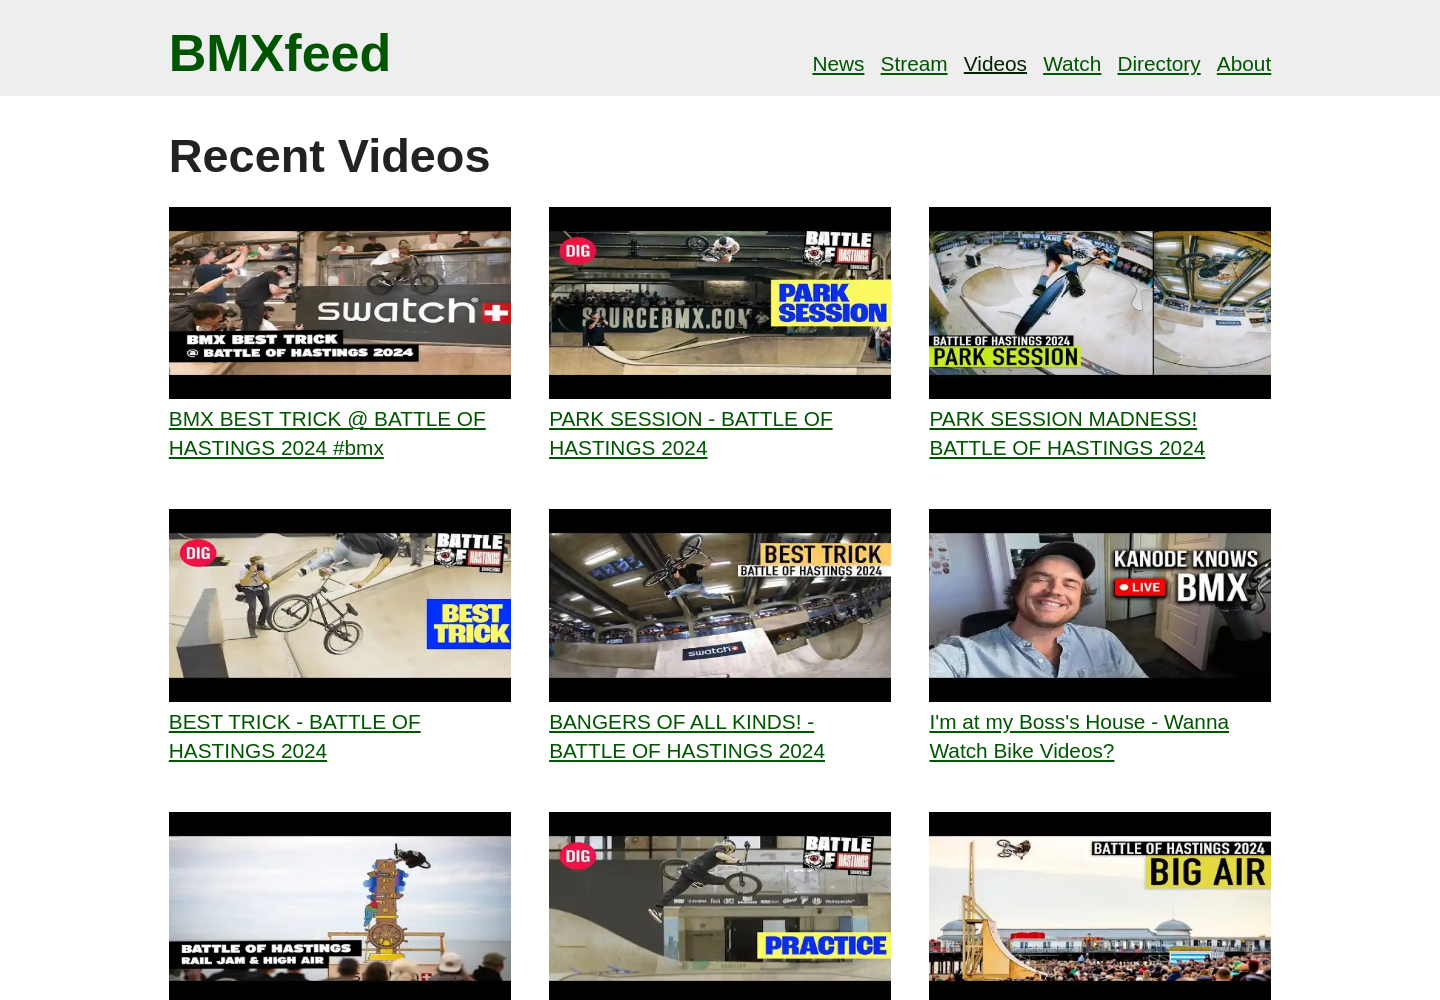 BMXfeed
News Stream Videos Watch Directory About
Recent Videos
swatch
BMX BEST TRICK
@ BATTLE OF HASTINGS 2024
DIG
BATTLE
OF HASTINGS
SOURCEBMX.COM
PARK
SESSION
BATTLE OF HASTINGS 2024
PARK SESSION
BMX BEST TRICK @ BATTLE OF
HASTINGS 2024 #bmx
PARK SESSION - BATTLE OF
HASTINGS 2024
PARK SESSION MADNESS!
BATTLE OF HASTINGS 2024
DIG
BATTLE
OF HASTINGS
BEST
TRICK
BEST TRICK
BATTLE OF HASTINGS 2024
swatch
KANODE KNOWS
LIVE BMX
BEST TRICK - BATTLE OF
HASTINGS 2024
BANGERS OF ALL KINDS! -
BATTLE OF HASTINGS 2024
I'm at my Boss's House - Wanna
Watch Bike Videos?
BATTLE OF HASTINGS
RAIL JAM & HIGH AIR
DIG
BATTLE
OF HASTINGS
PRACTICE
BATTLE OF HASTINGS 2024
BIG AIR